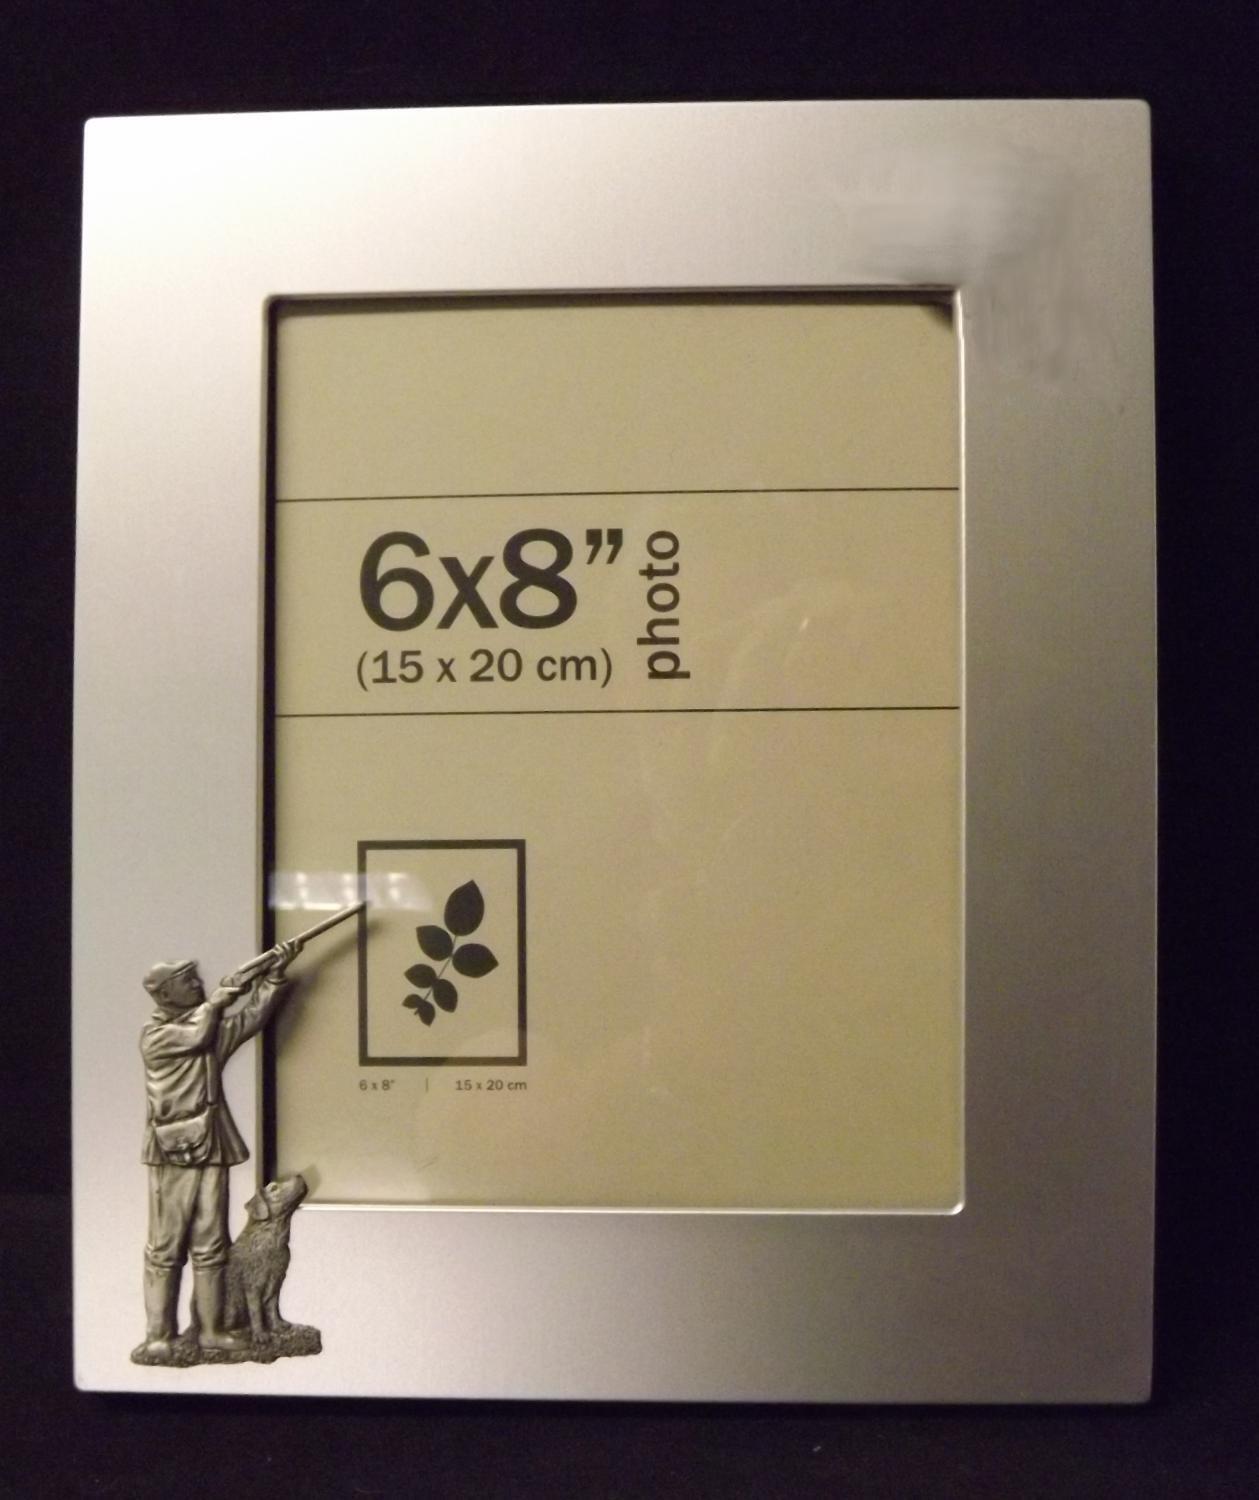 6x8” photo
(15 x 20 cm)
6 x 8" | 15 x 20 cm